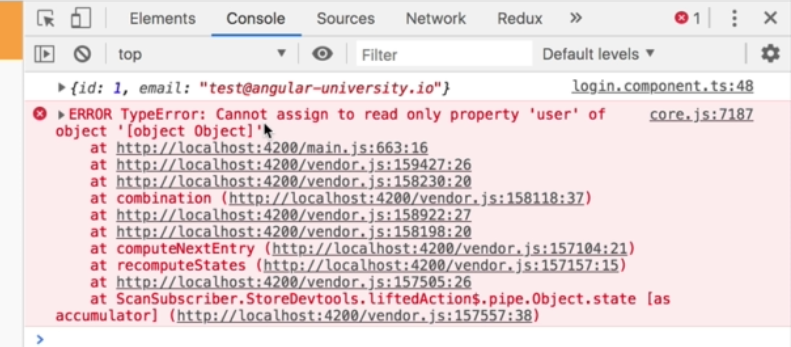 Elements Console Sources Network Redux » 1
top Filter Default levels
{id: 1, email: "test@angular-university.io"} login.component.ts:48
ERROR TypeError: Cannot assign to read only property 'user' of core.js:7187
object '[object Object]'
at http://localhost:4200/main.js:663:16
at http://localhost:4200/vendor.js:159427:26
at http://localhost:4200/vendor.js:158230:20
at combination (http://localhost:4200/vendor.js:158118:37)
at http://localhost:4200/vendor.js:158922:27
at http://localhost:4200/vendor.js:158198:20
at computeNextEntry (http://localhost:4200/vendor.js:157104:21)
at recomputeStates (http://localhost:4200/vendor.js:157157:15)
at http://localhost:4200/vendor.js:157505:26
at ScanSubscriber.StoreDevtools.liftedAction$.pipe.Object.state [as
accumulator] (http://localhost:4200/vendor.js:157557:38)